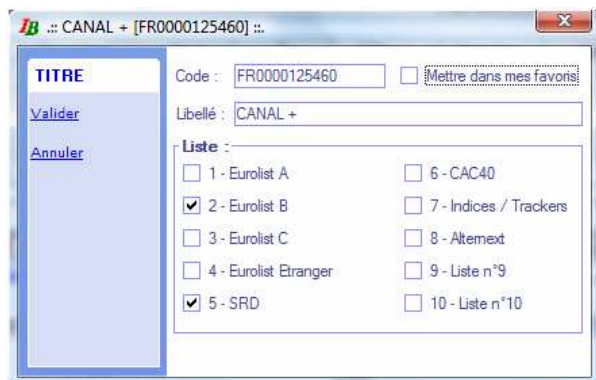 IB .:: CANAL + [FR0000125460] ::.
TITRE
Valider
Annuler
Code : FR0000125460 Mettre dans mes favoris
Libellé : CANAL +
Liste :
1 - Eurolist A
2 - Eurolist B
3 - Eurolist C
4 - Eurolist Etranger
5 - SRD
6 - CAC40
7 - Indices / Trackers
8 - Alternext
9 - Liste n°9
10 - Liste n°10